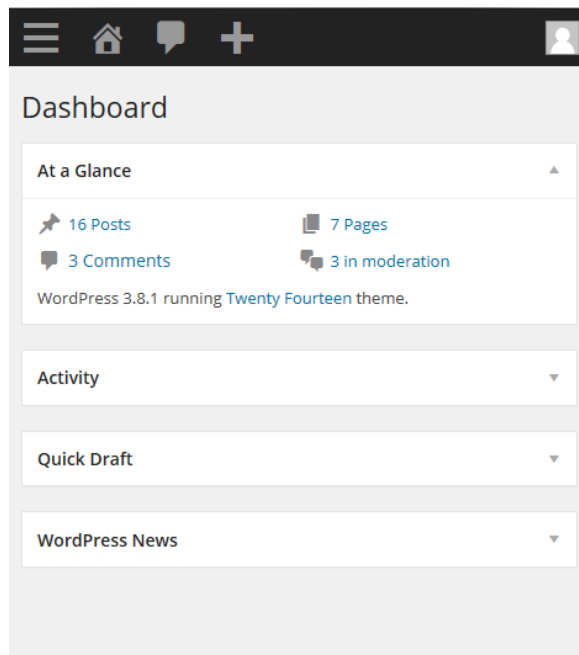 Dashboard
At a Glance
16 Posts
7 Pages
3 Comments
3 in moderation
WordPress 3.8.1 running Twenty Fourteen theme.
Activity
Quick Draft
WordPress News